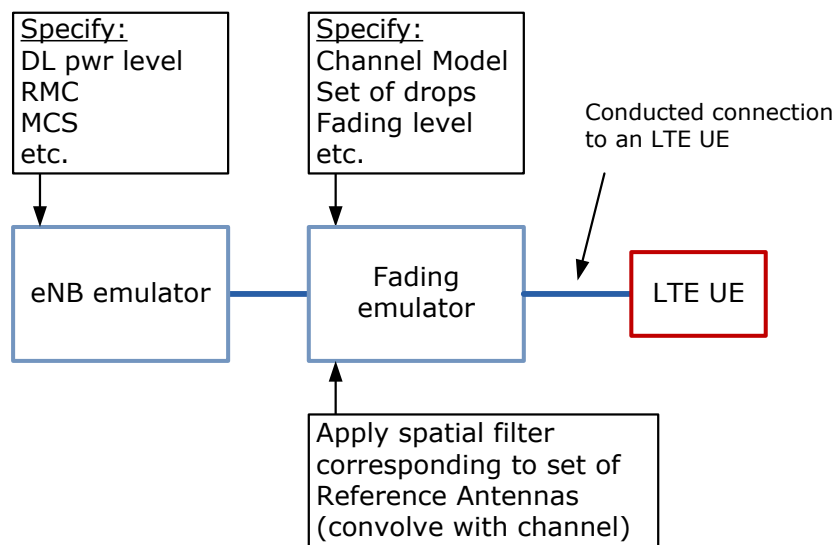 Specify:
DL pwr level
RMC
MCS
etc.
Specify:
Channel Model
Set of drops
Fading level
etc.
Conducted connection
to an LTE UE
eNB emulator
Fading
emulator
LTE UE
Apply spatial filter
corresponding to set of
Reference Antennas
(convolve with channel)